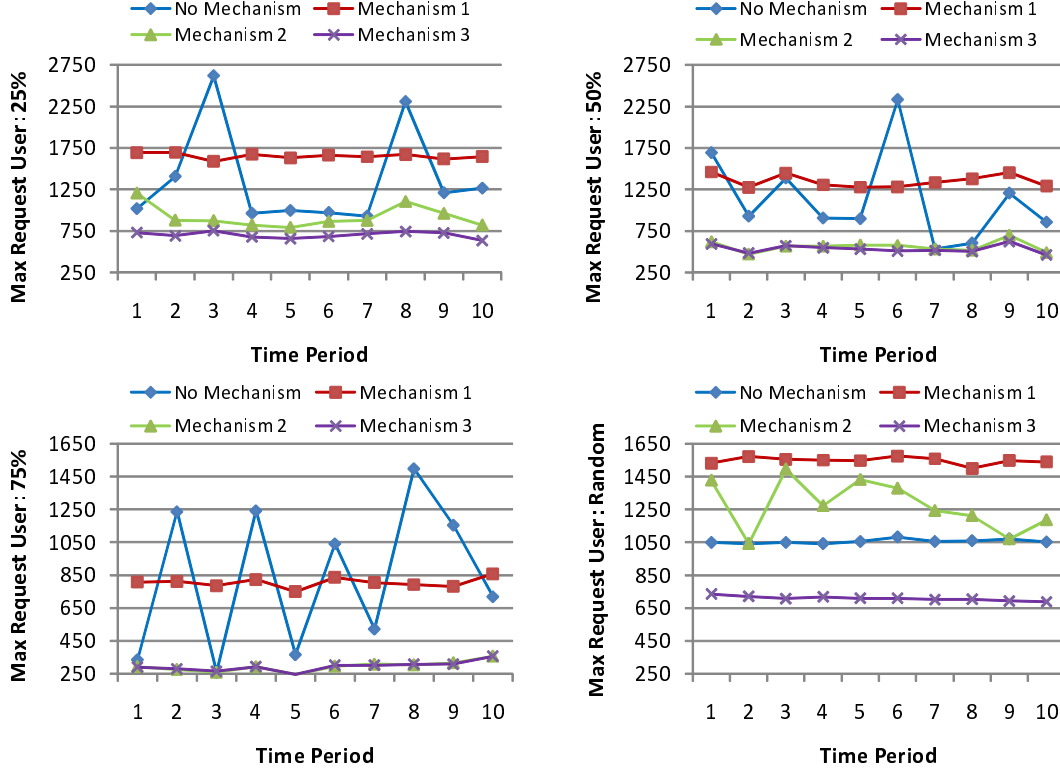 No Mechanism
Mechanism 1
Mechanism 2
Mechanism 3
Max Request User : 25%
2750
2250
1750
1250
750
250
1 2 3 4 5 6 7 8 9 10
Time Period
No Mechanism
Mechanism 1
Mechanism 2
Mechanism 3
Max Request User : 50%
2750
2250
1750
1250
750
250
1 2 3 4 5 6 7 8 9 10
Time Period
No Mechanism
Mechanism 1
Mechanism 2
Mechanism 3
Max Request User : 75%
1650
1450
1250
1050
850
650
450
250
1 2 3 4 5 6 7 8 9 10
Time Period
No Mechanism
Mechanism 1
Mechanism 2
Mechanism 3
Max Request User : Random
1650
1450
1250
1050
850
650
450
250
1 2 3 4 5 6 7 8 9 10
Time Period